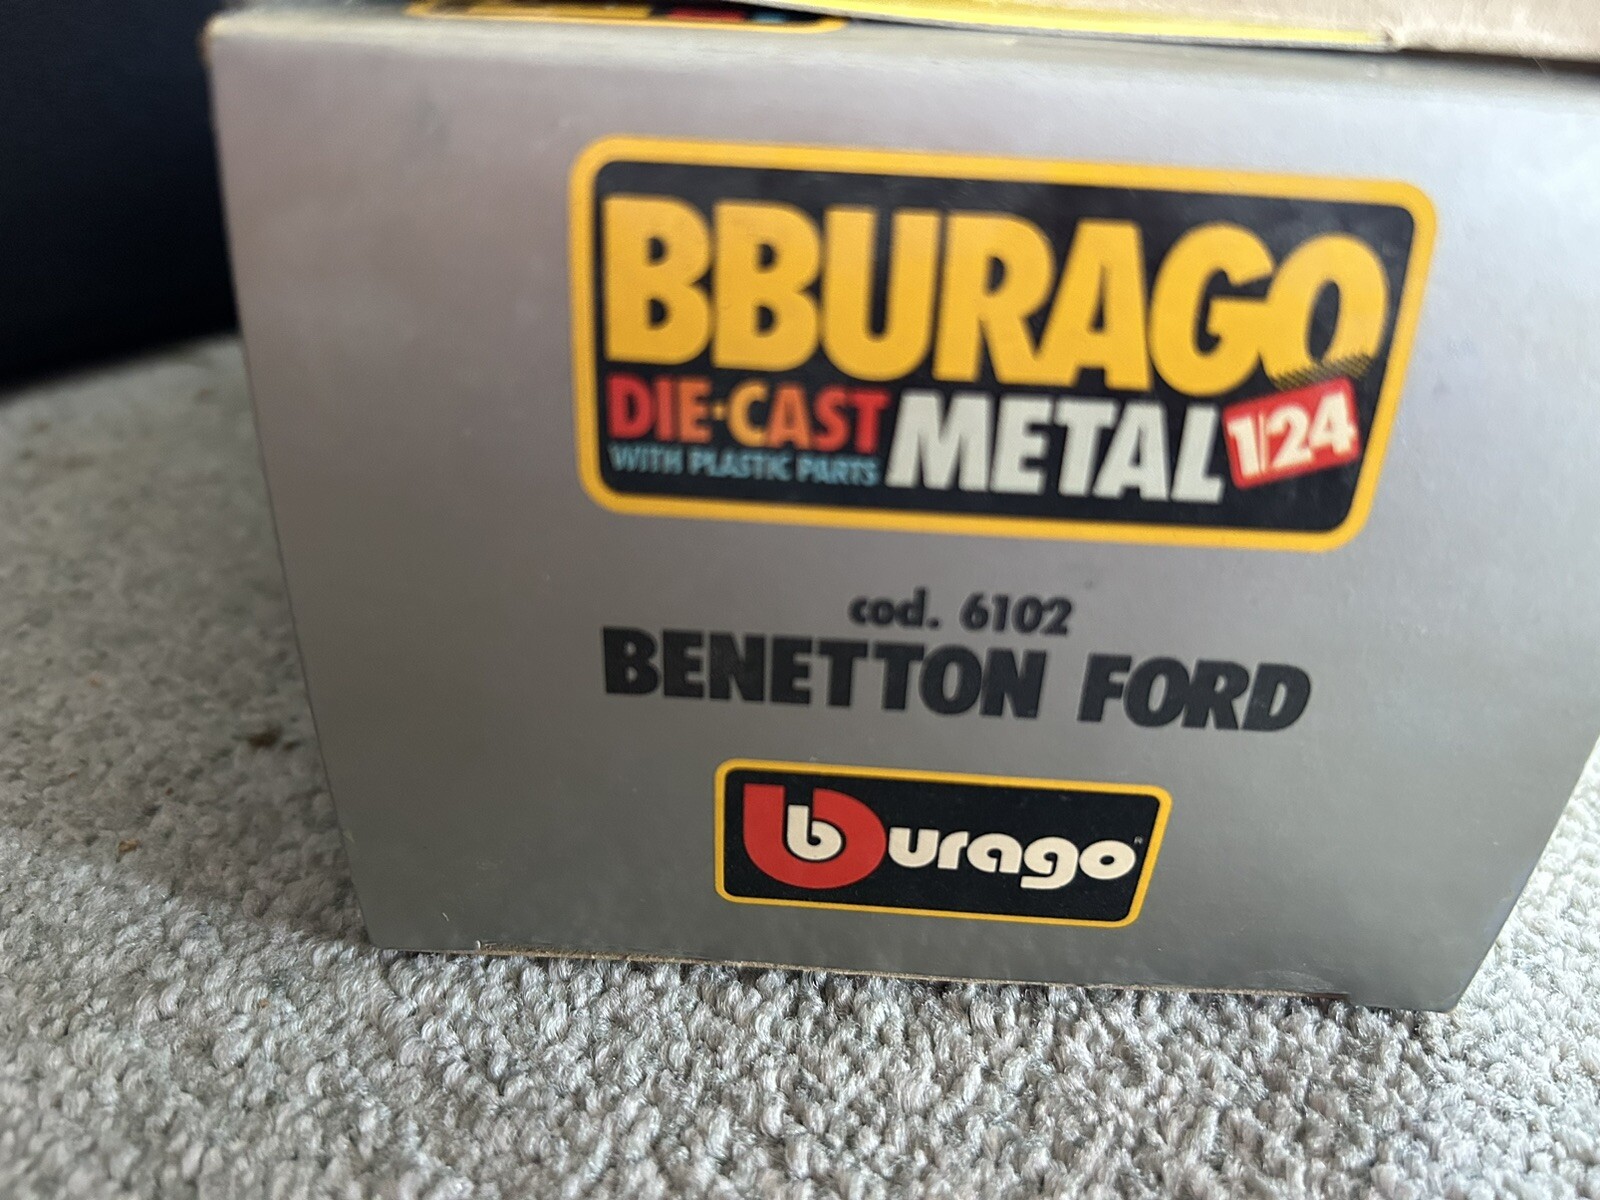 BBURAGO
DIE·CAST METAL 1/24
WITH PLASTIC PARTS
cod. 6102
BENETTON FORD
burago